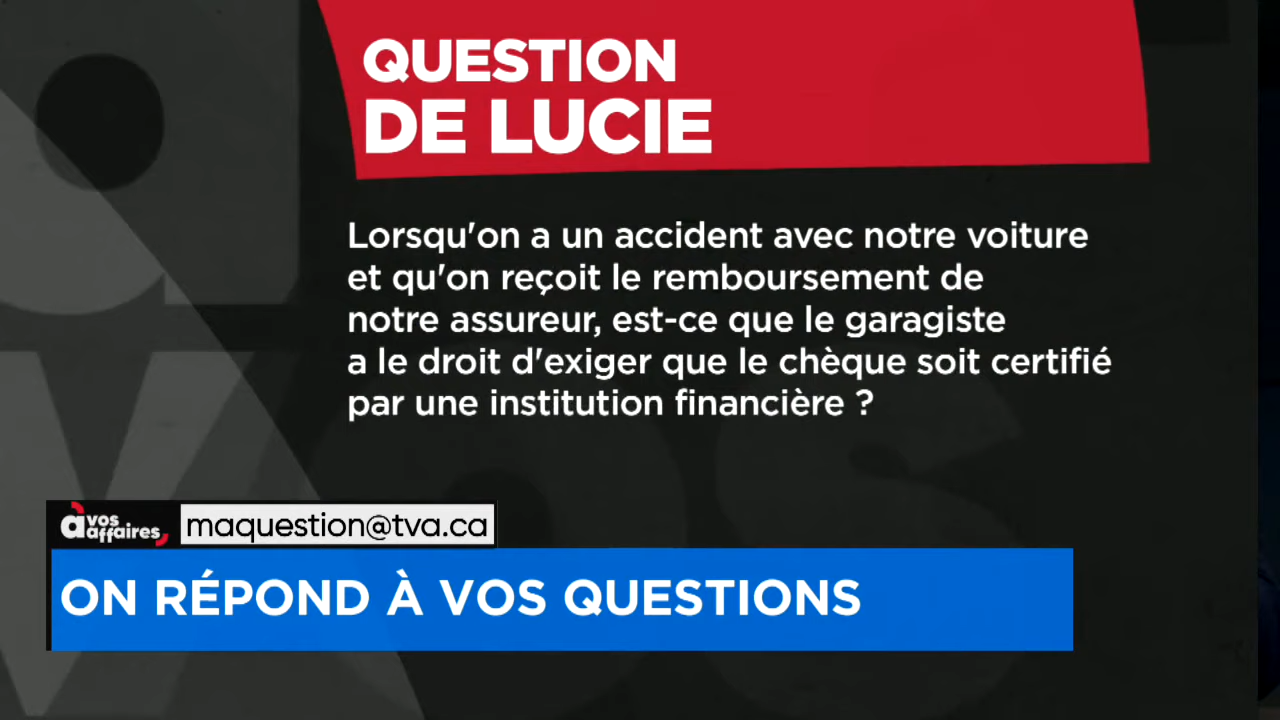 QUESTION
DE LUCIE
Lorsqu'on a un accident avec notre voiture
et qu'on reçoit le remboursement de
notre assureur, est-ce que le garagiste
a le droit d'exiger que le chèque soit certifié
par une institution financière ?
à vos affaires
maquestion@tva.ca
ON RÉPOND À VOS QUESTIONS